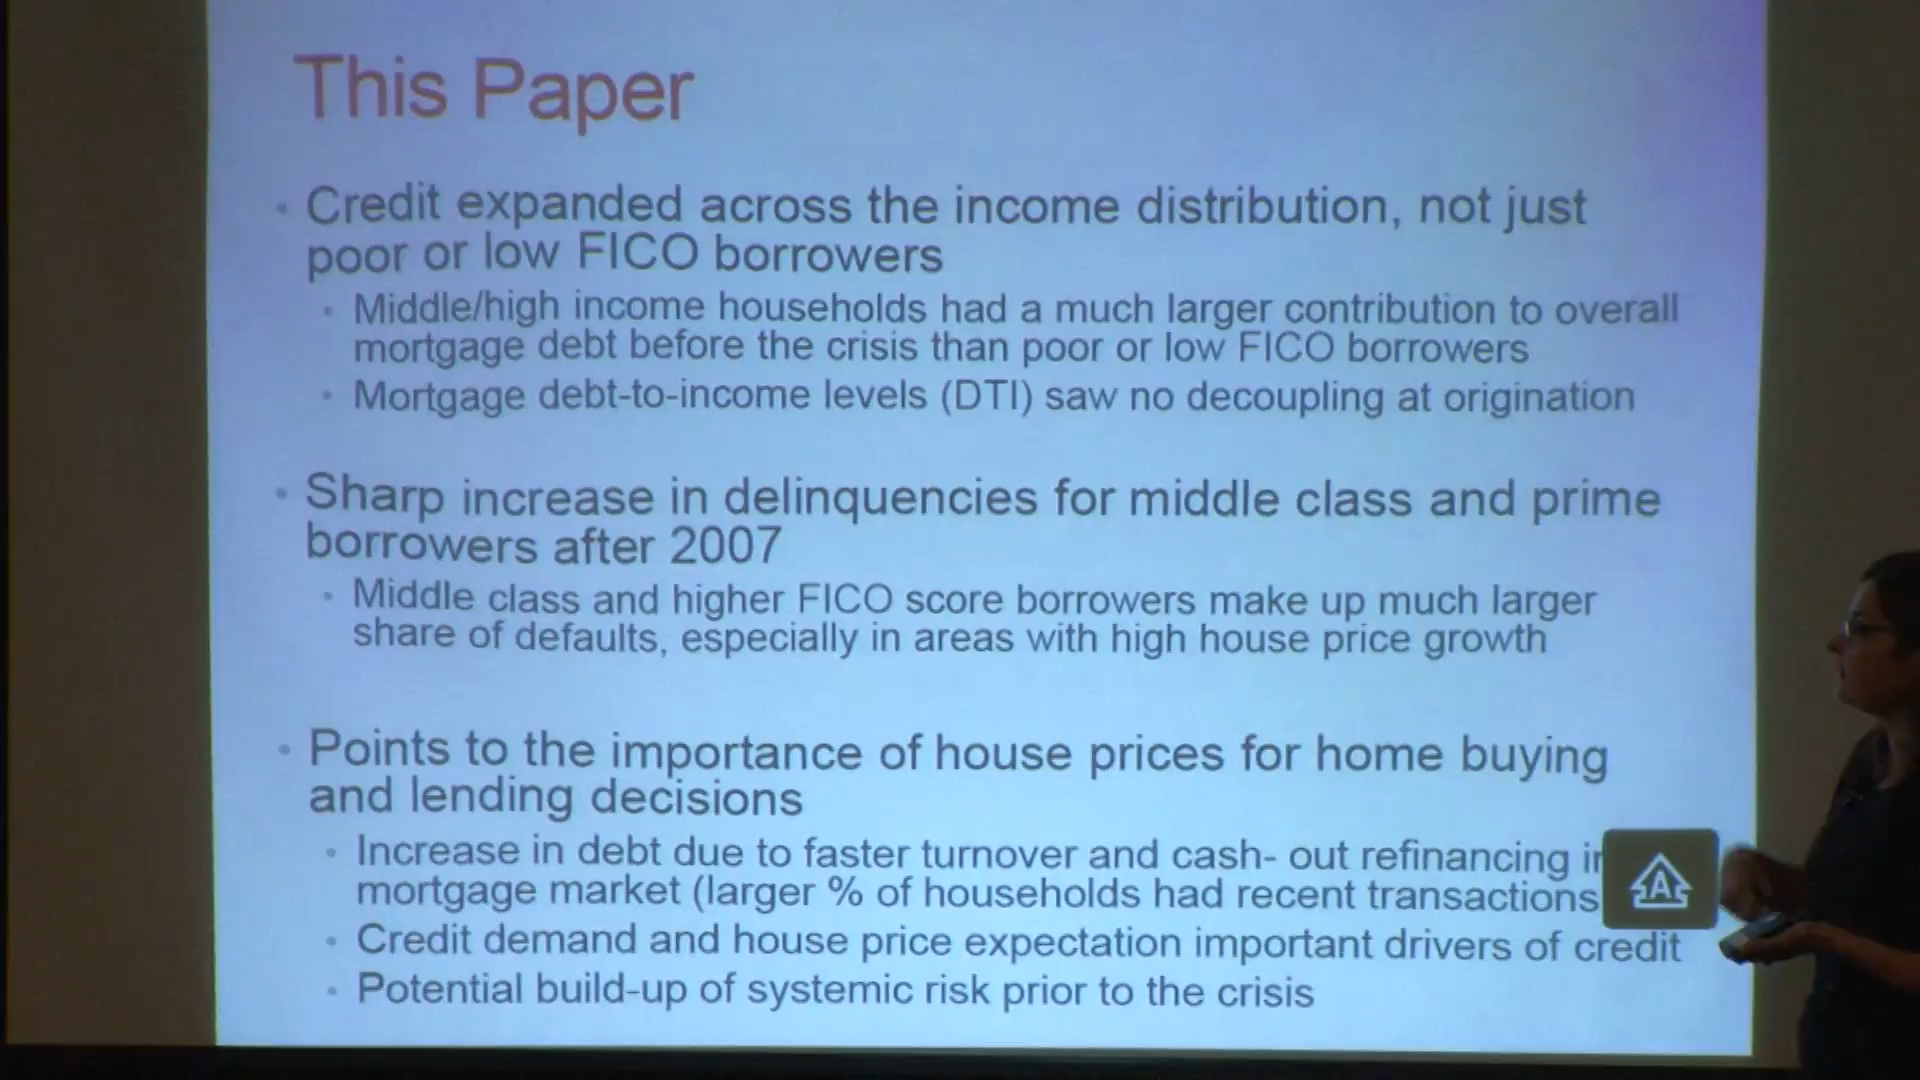 This Paper
Credit expanded across the income distribution, not just
poor or low FICO borrowers
Middle/high income households had a much larger contribution to overall
mortgage debt before the crisis than poor or low FICO borrowers
Mortgage debt-to-income levels (DTI) saw no decoupling at origination
Sharp increase in delinquencies for middle class and prime
borrowers after 2007
Middle class and higher FICO score borrowers make up much larger
share of defaults, especially in areas with high house price growth
Points to the importance of house prices for home buying
and lending decisions
Increase in debt due to faster turnover and cash- out refinancing
mortgage market (larger % of households had recent transactions
A
Credit demand and house price expectation important drivers of credit
Potential build-up of systemic risk prior to the crisis